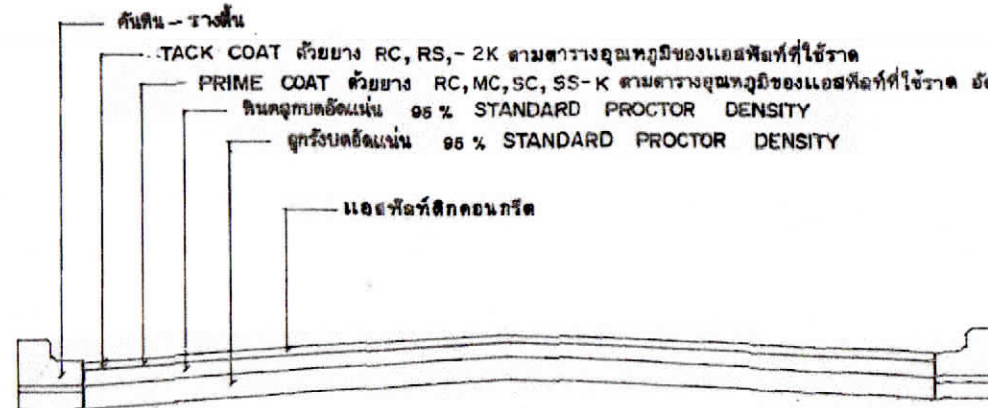 คันหิน - รางตื้น
TACK COAT ด้วยยาง RC, RS, - 2K ตามตารางอุณหภูมิของแอสฟัลท์ที่ใช้ราด
PRIME COAT ด้วยยาง RC, MC, SC, SS - K ตามตารางอุณหภูมิของแอสฟัลท์ที่ใช้ราด
หินคลุกบดอัดแน่น 95 % STANDARD PROCTOR DENSITY
ลูกรังบดอัดแน่น 95 % STANDARD PROCTOR DENSITY
แอสฟัลท์ติกคอนกรีต